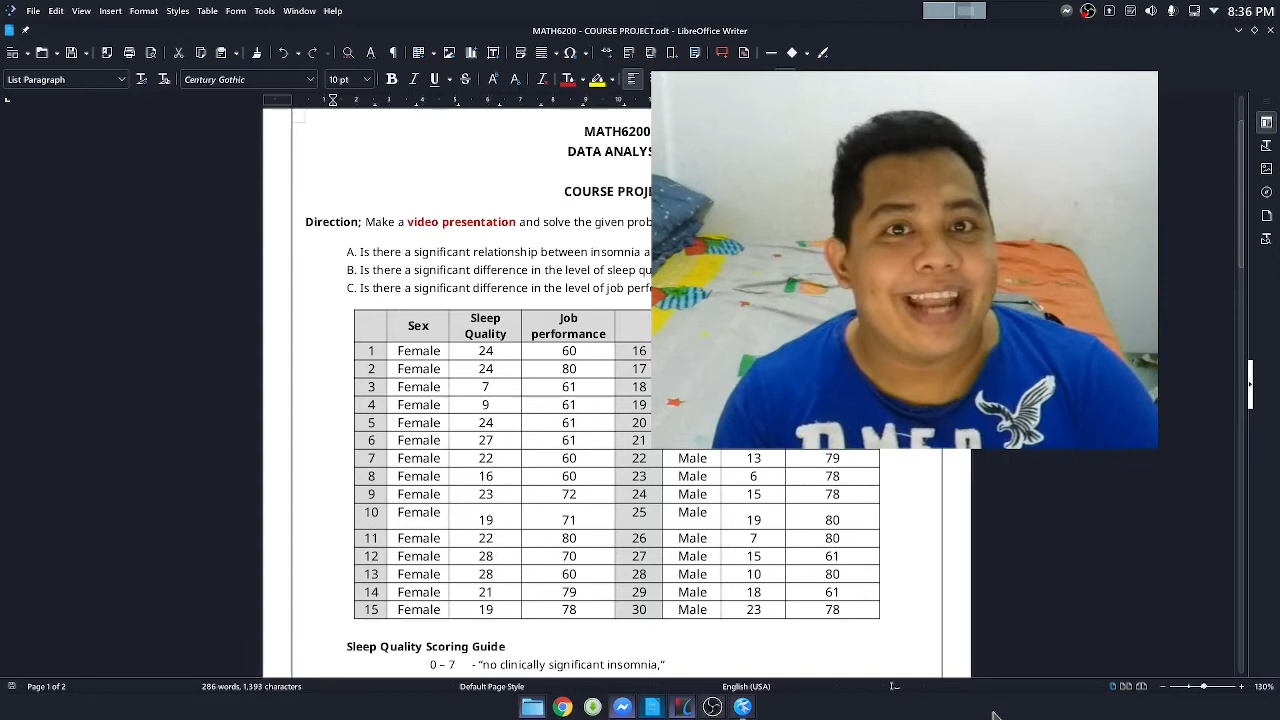 File Edit View Insert Format Styles Table Form Tools Window Help
8:36 PM
MATH6200 - COURSE PROJECT.odt - LibreOffice Writer
List Paragraph Century Gothic 10 pt
MATH6200
DATA ANALYS
COURSE PROJE
Direction; Make a video presentation and solve the given prob
A. Is there a significant relationship between insomnia a
B. Is there a significant difference in the level of sleep qu
C. Is there a significant difference in the level of job perf
Sex Sleep Quality Job performance
1 Female 24 60 16
2 Female 24 80 17
3 Female 7 61 18
4 Female 9 61 19
5 Female 24 61 20
6 Female 27 61 21
7 Female 22 60 22 Male 13 79
8 Female 16 60 23 Male 6 78
9 Female 23 72 24 Male 15 78
10 Female 19 71 25 Male 19 80
11 Female 22 80 26 Male 7 80
12 Female 28 70 27 Male 15 61
13 Female 28 60 28 Male 10 80
14 Female 21 79 29 Male 18 61
15 Female 19 78 30 Male 23 78
Sleep Quality Scoring Guide
0 – 7 - “no clinically significant insomnia,“
Page 1 of 2 286 words, 1,393 characters Default Page Style English (USA) 130%